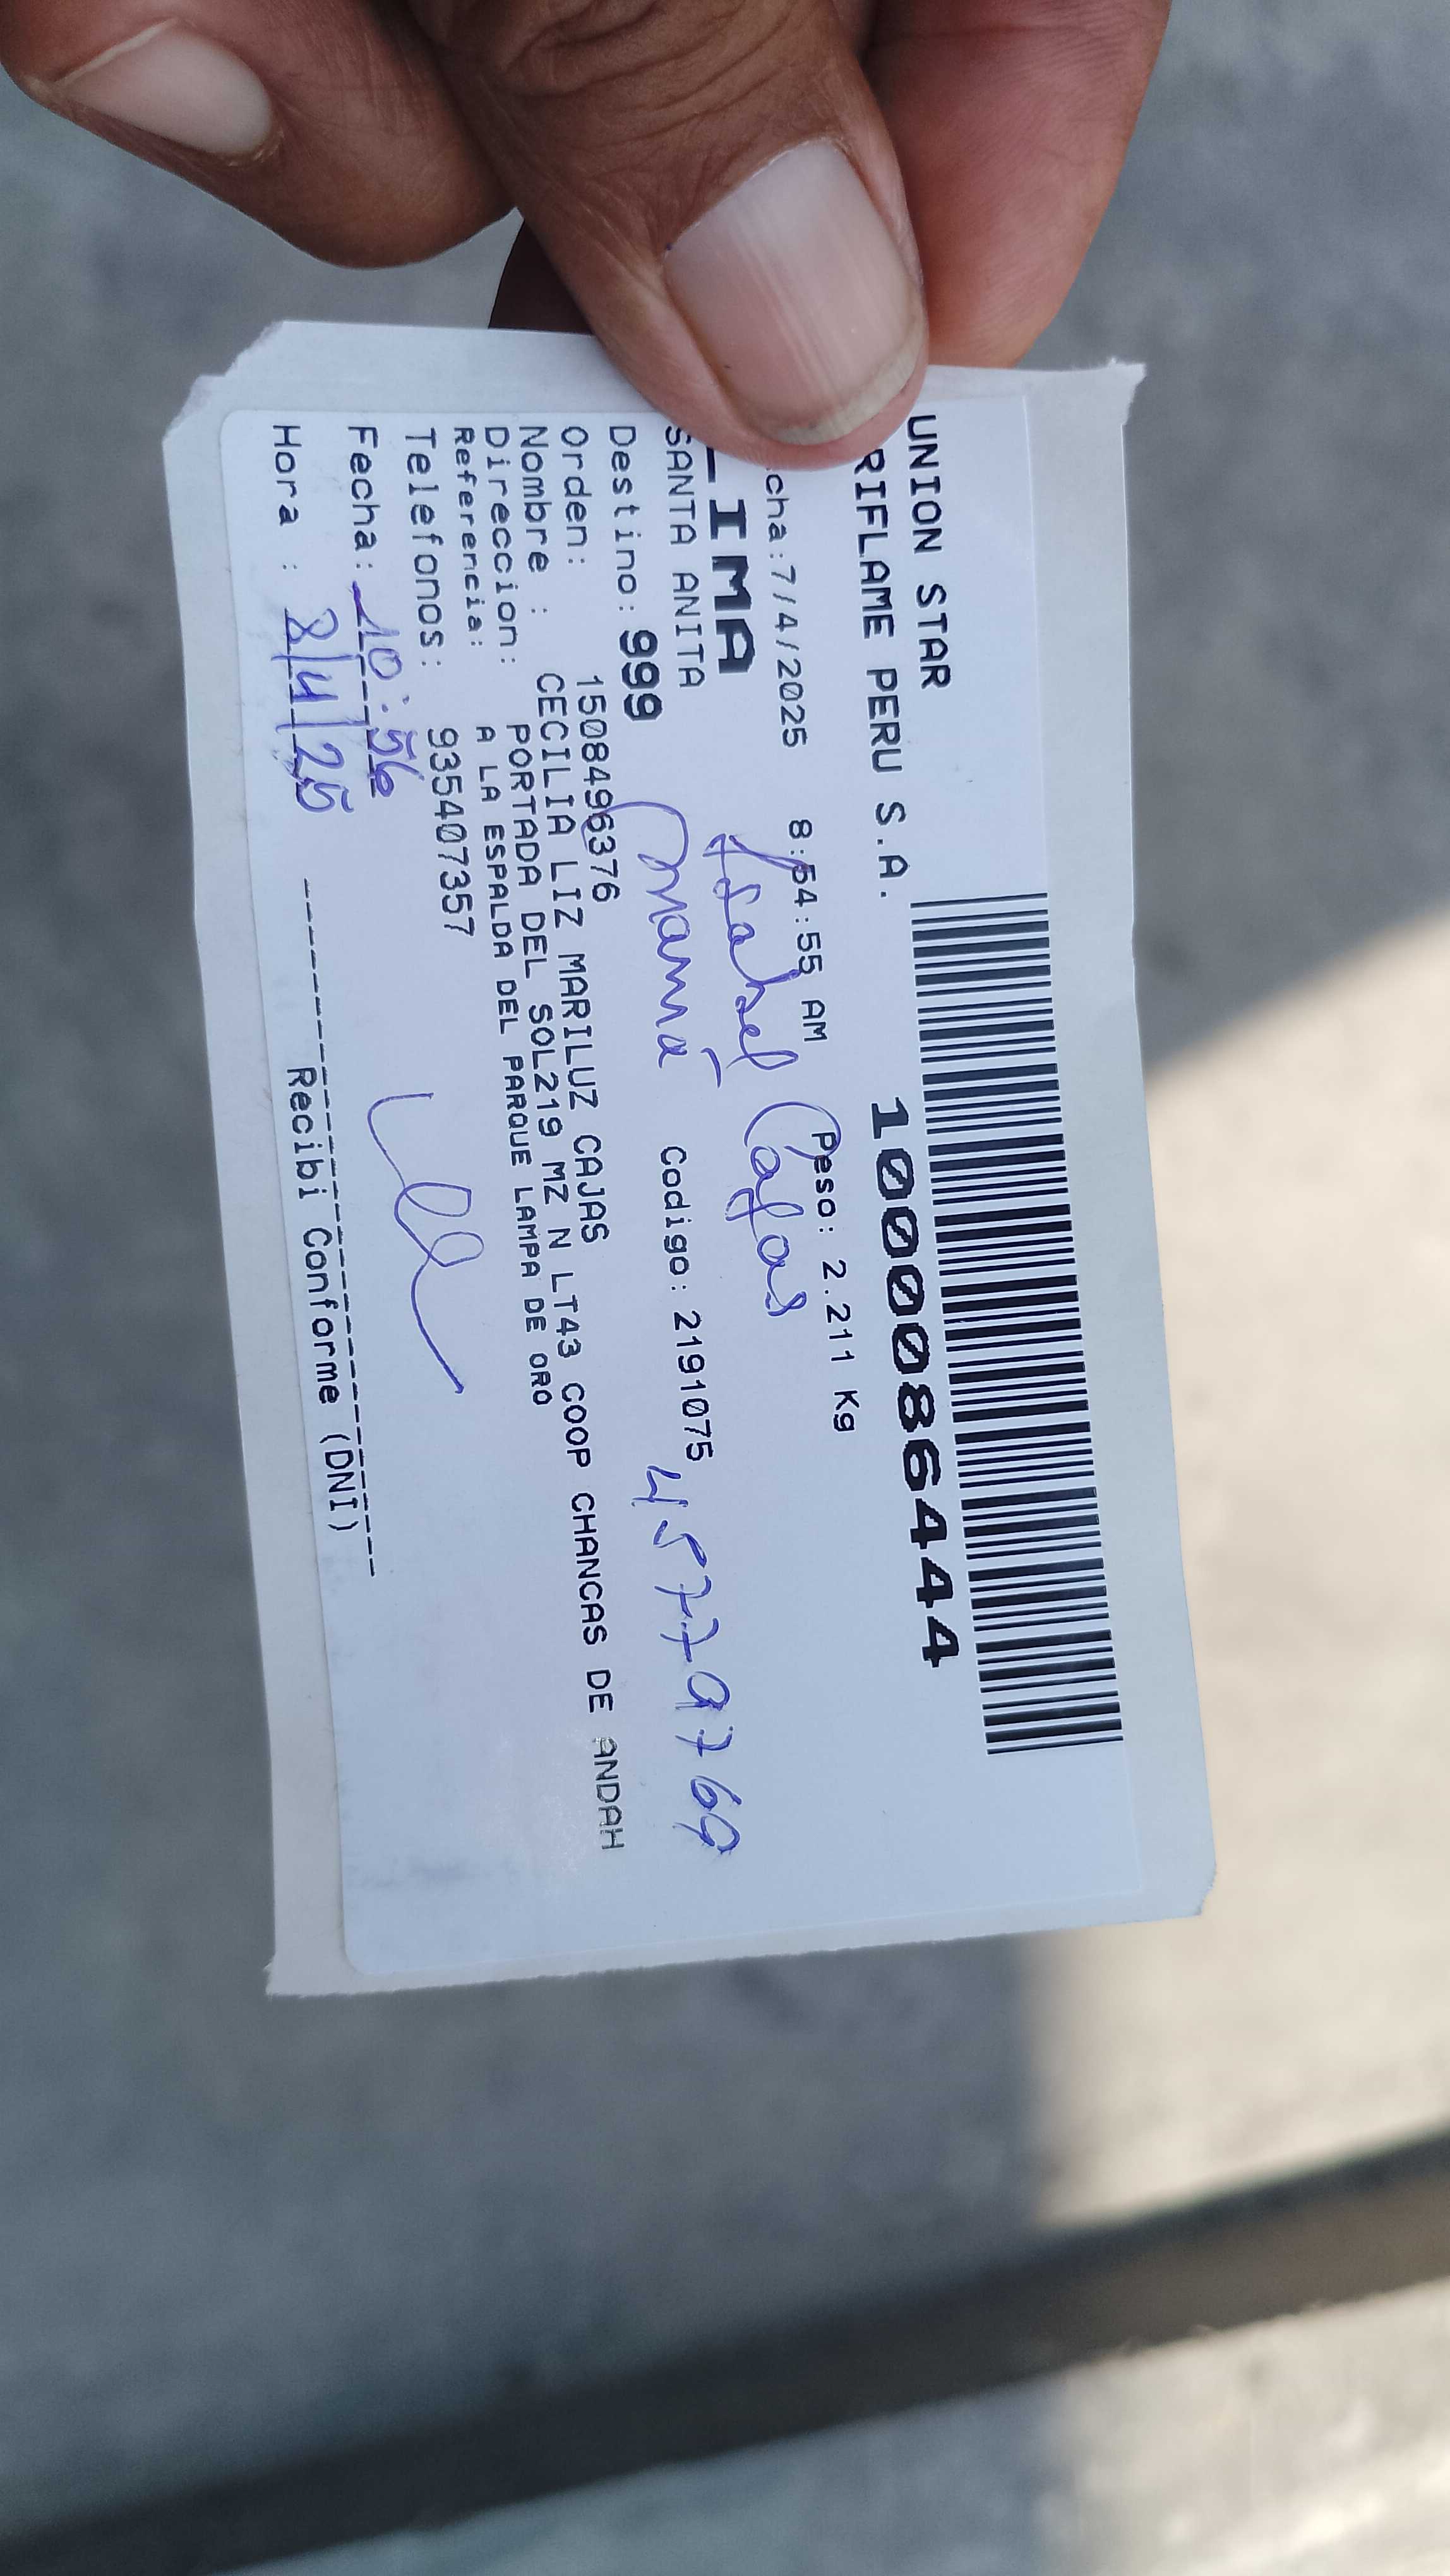 UNION STAR
RIFLAME PERU S.A. 1000086444
cha:7/4/2025 8:54:55 AM Peso: 2.211 Kg
LIMA Isabel Cajas
SANTA ANITA
Destino: 999 mamá Codigo: 2191075
Orden: 1508496376
Nombre : CECILIA LIZ MARILUZ CAJAS
Direccion: PORTADA DEL SOL219 MZ N LT43 COOP CHANCAS DE ANDAH
Referencia: A LA ESPALDA DEL PARQUE LAMPA DE ORO
Telefonos: 935407357
Fecha: 10:56
Hora : 8/4/25
Recibi Conforme (DNI)